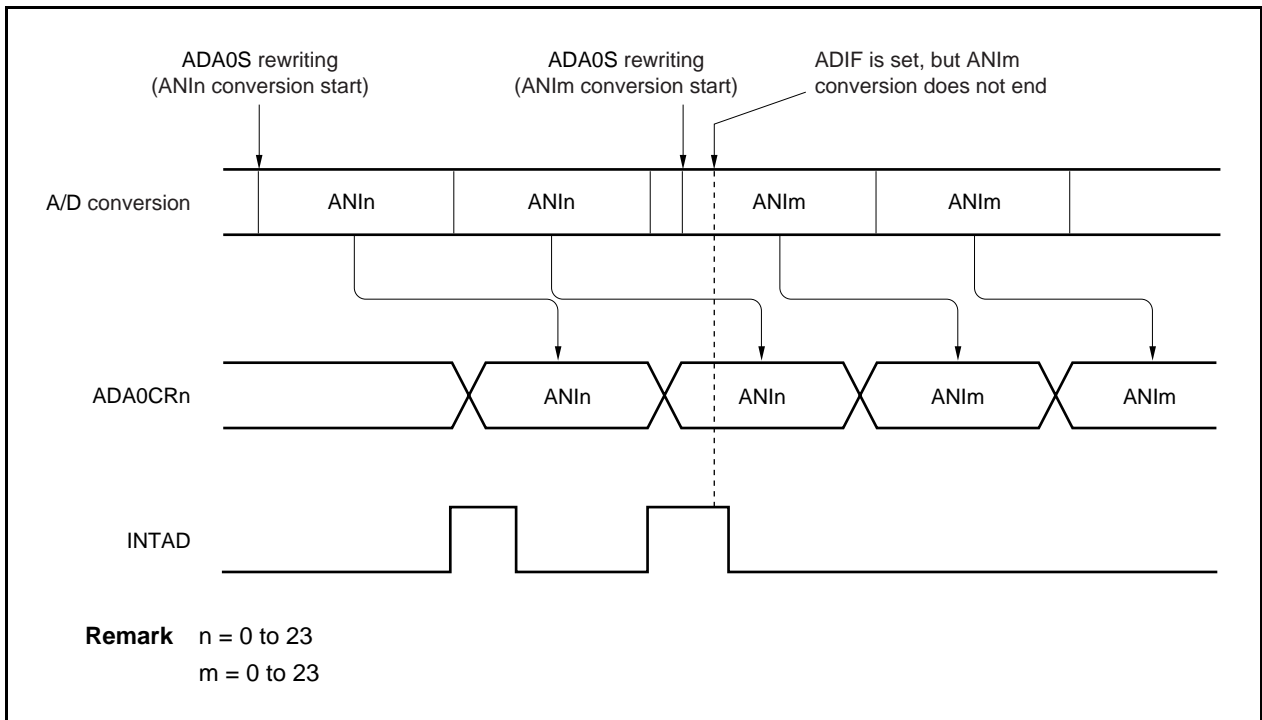 ADA0S rewriting
(ANIn conversion start)
ADA0S rewriting
(ANIm conversion start)
ADIF is set, but ANIm
conversion does not end
A/D conversion
ANIn
ANIn
ANIm
ANIm
ADA0CRn
ANIn
ANIn
ANIm
ANIm
INTAD
Remark n = 0 to 23
m = 0 to 23